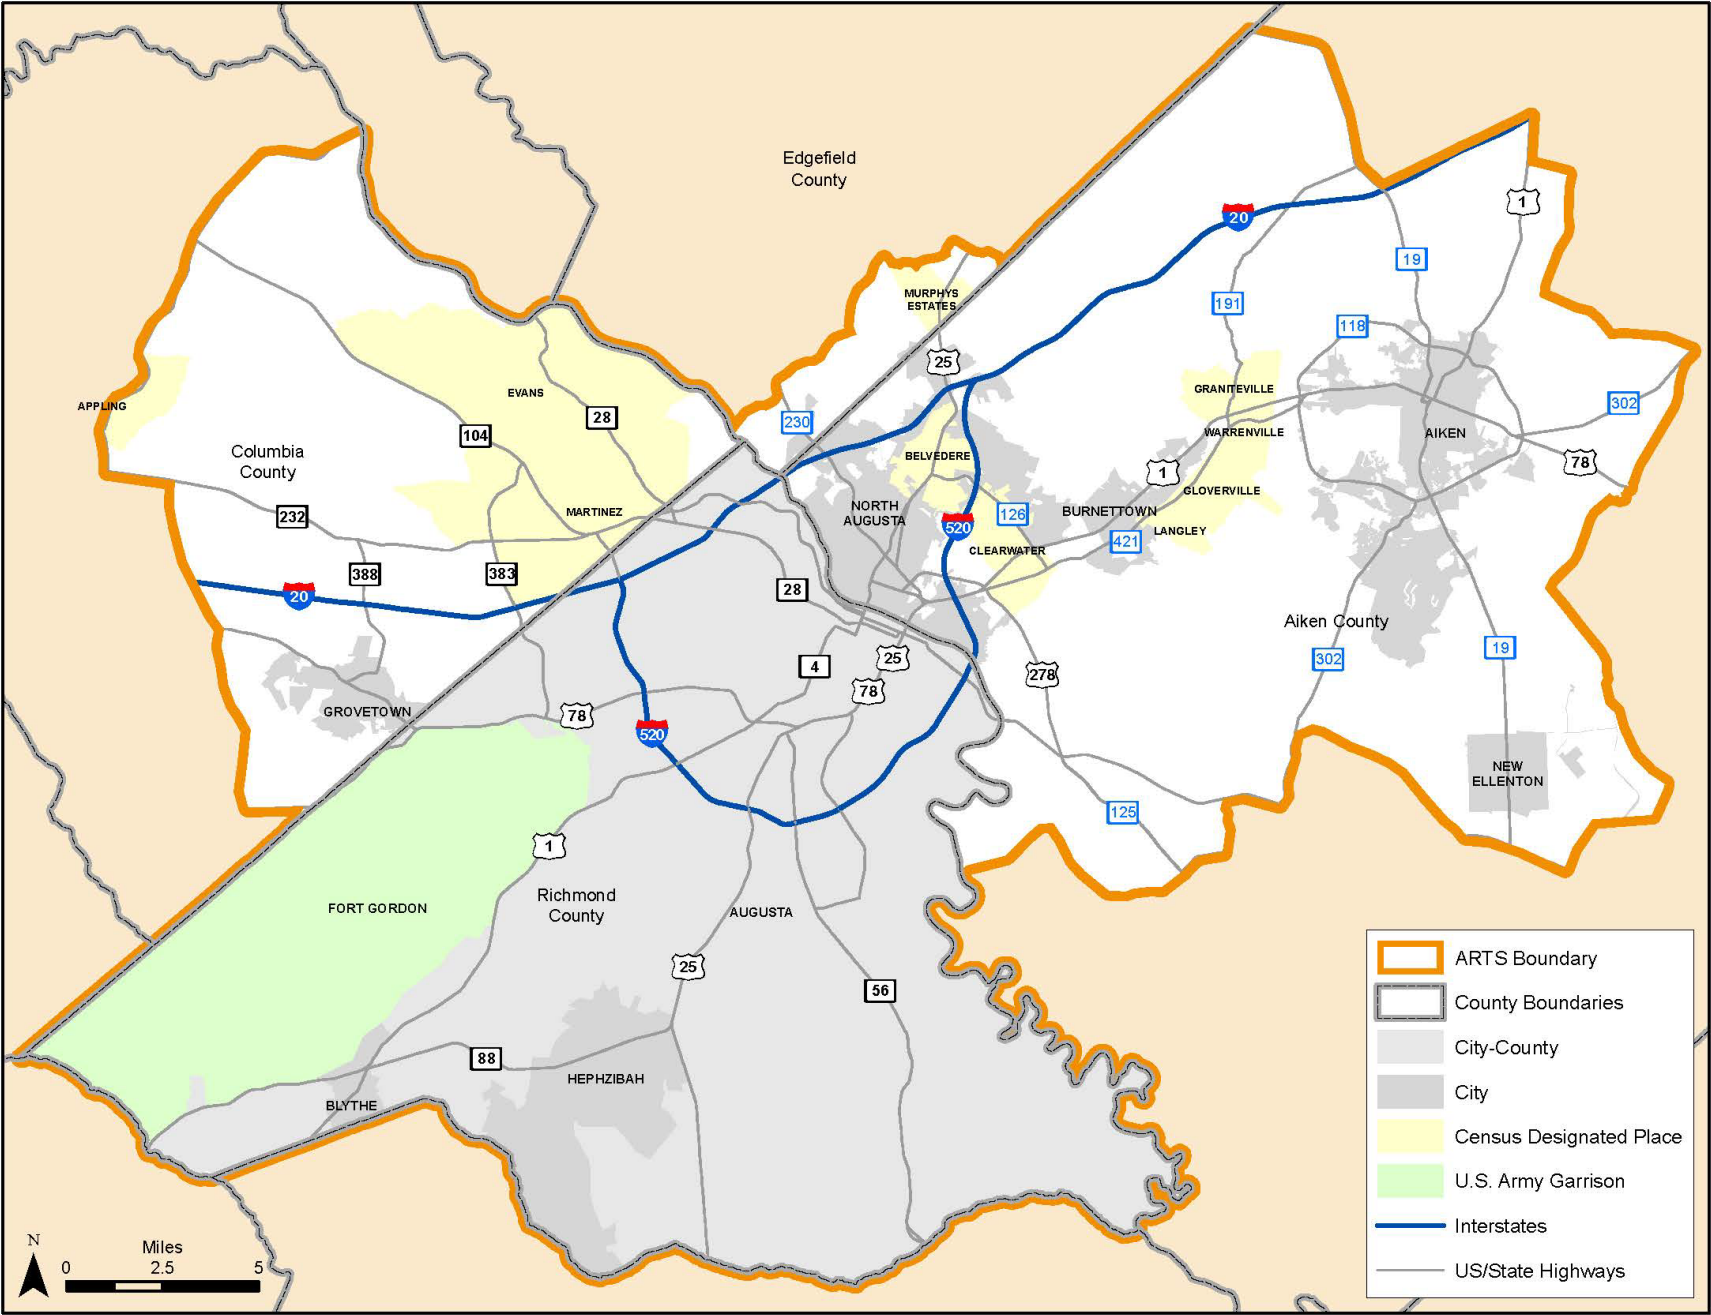 Edgefield
County
20
1
19
191
MURPHYS
ESTATES
118
25
GRANITEVILLE
EVANS
APPLING
28
230
302
104
WARRENVILLE
AIKEN
Columbia
County
BELVEDERE
78
1
GLOVERVILLE
232
MARTINEZ
NORTH
AUGUSTA
126
BURNETTOWN
520
LANGLEY
421
CLEARWATER
388
383
20
28
Aiken County
19
4
25
302
278
78
GROVETOWN
78
520
NEW
ELLENTON
125
1
FORT GORDON
Richmond
County
AUGUSTA
25
56
88
HEPHZIBAH
BLYTHE
ARTS Boundary
County Boundaries
City-County
City
Census Designated Place
U.S. Army Garrison
Interstates
US/State Highways
N
Miles
0 2.5 5